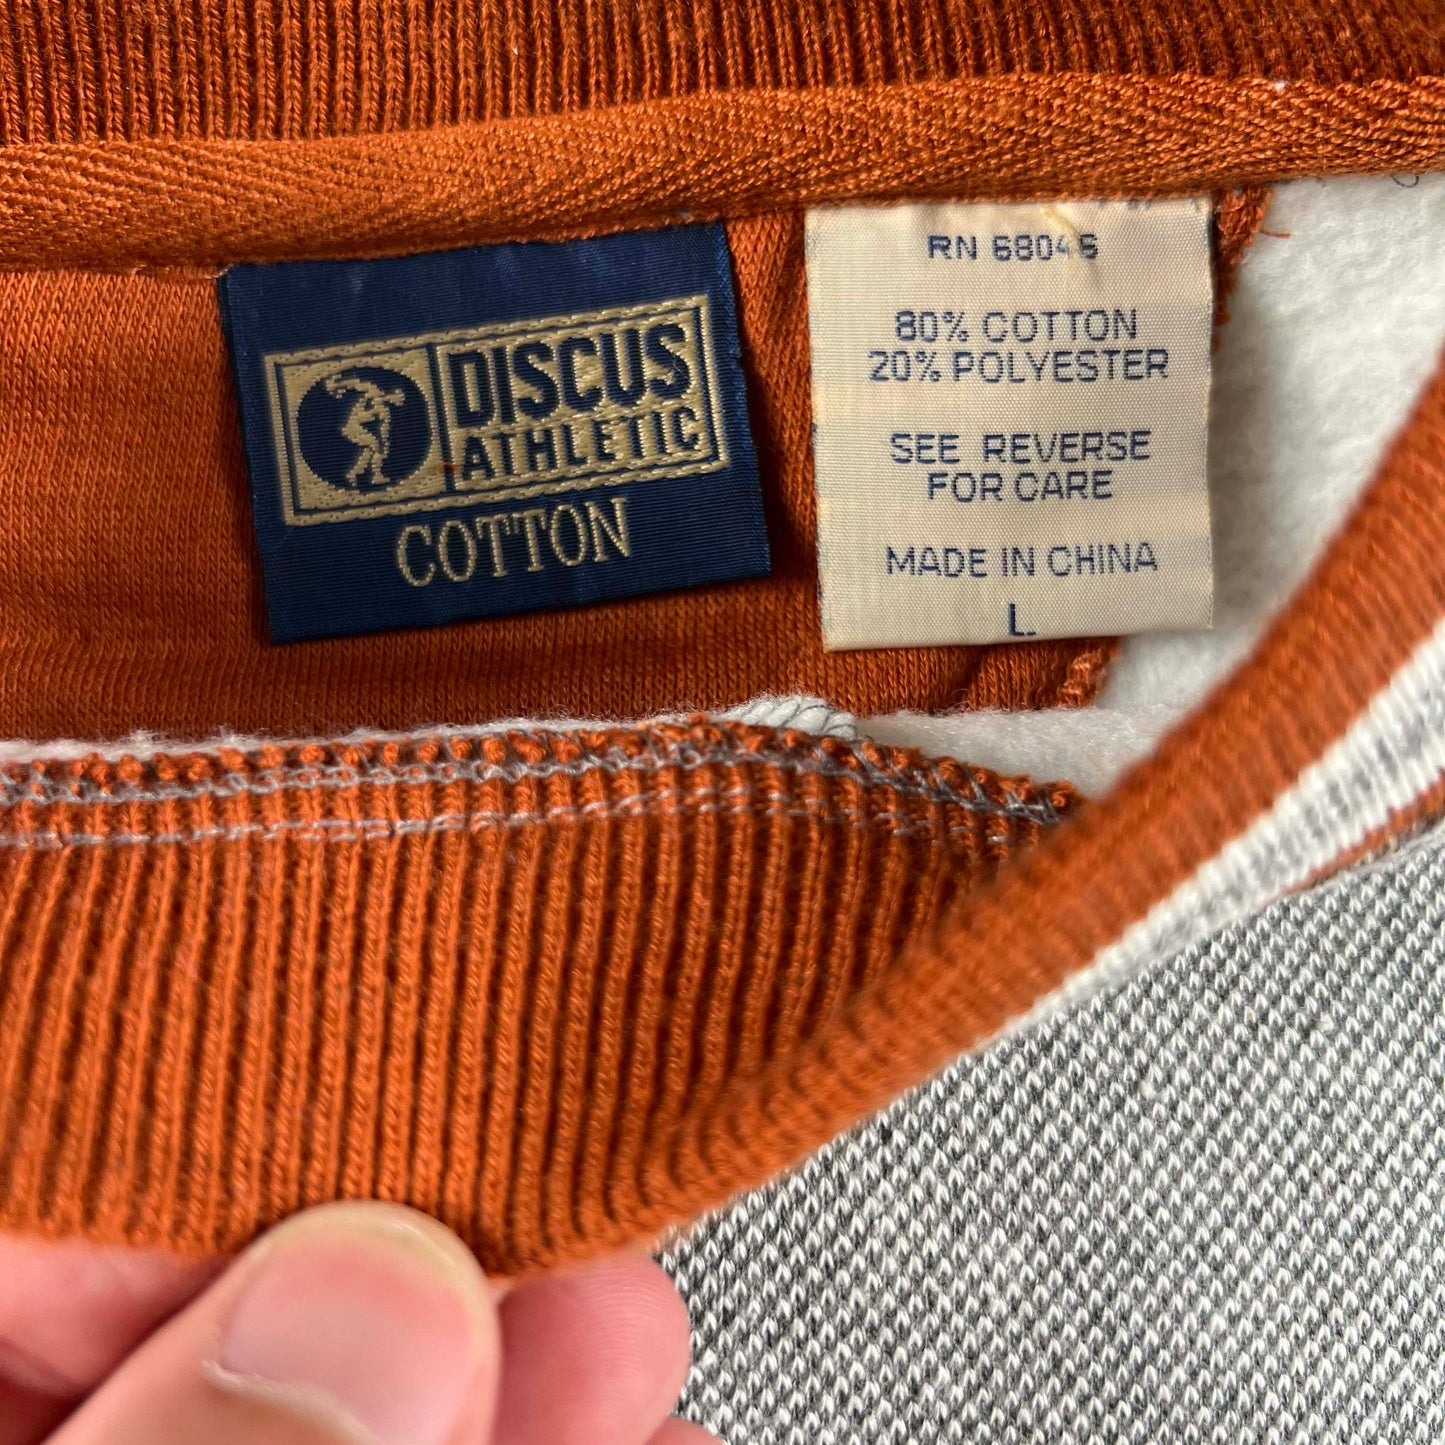 DISCUS
ATHLETIC
COTTON
RN 68046
80% COTTON
20% POLYESTER
SEE REVERSE
FOR CARE
MADE IN CHINA
L